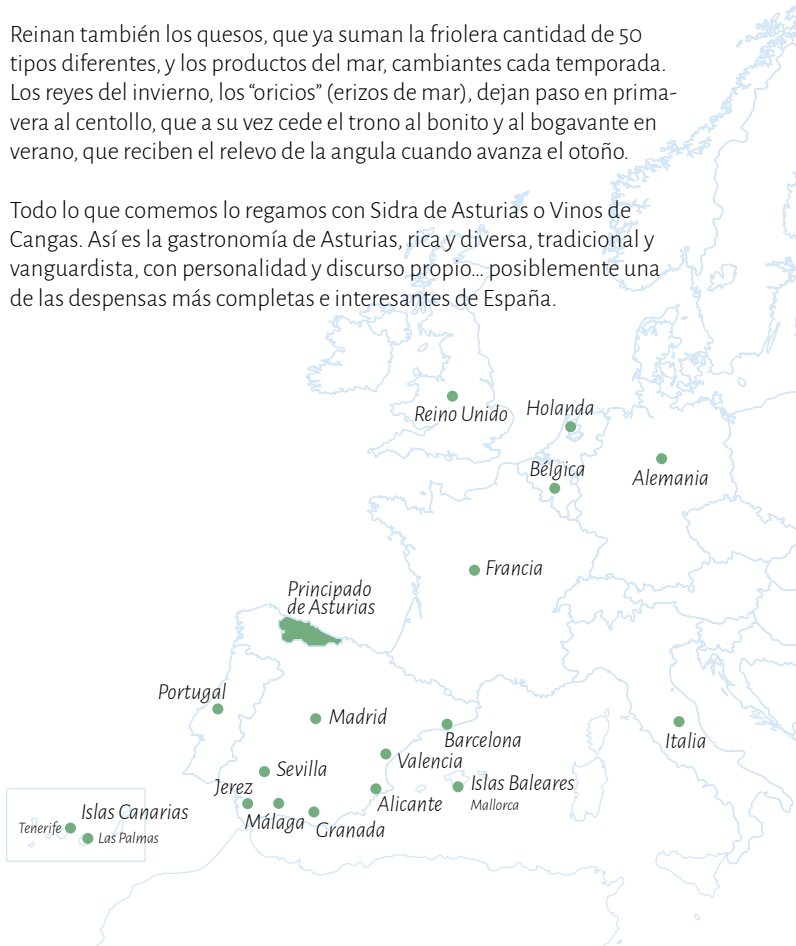 Reinan también los quesos, que ya suman la friolera cantidad de 50
tipos diferentes, y los productos del mar, cambiantes cada temporada.
Los reyes del invierno, los “oricios” (erizos de mar), dejan paso en prima-
vera al centollo, que a su vez cede el trono al bonito y al bogavante en
verano, que reciben el relevo de la angula cuando avanza el otoño.
Todo lo que comemos lo regamos con Sidra de Asturias o Vinos de
Cangas. Así es la gastronomía de Asturias, rica y diversa, tradicional y
vanguardista, con personalidad y discurso propio... posiblemente una
de las despensas más completas e interesantes de España.
Reino Unido
Holanda
Bélgica
Alemania
Francia
Principado
de Asturias
Portugal
Madrid
Barcelona
Italia
Valencia
Sevilla
Jerez
Islas Baleares
Mallorca
Alicante
Málaga
Granada
Islas Canarias
Tenerife
Las Palmas